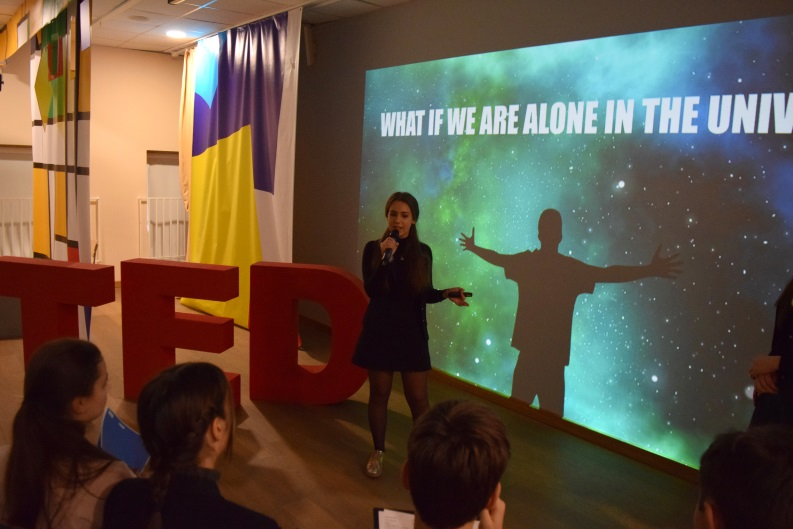 WHAT IF WE ARE ALONE IN THE UNIV
TED